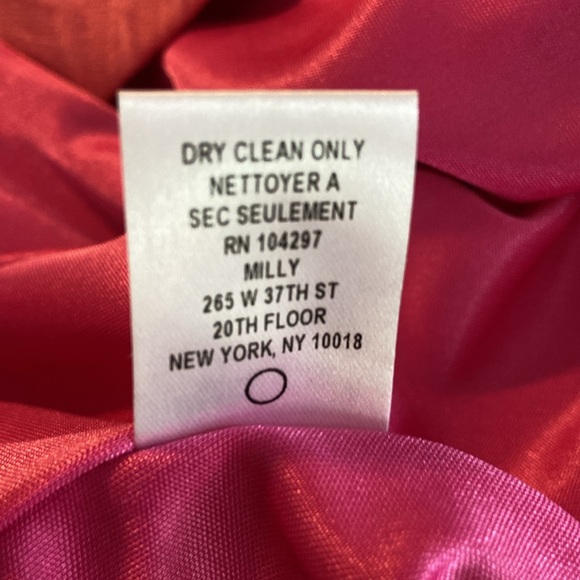 DRY CLEAN ONLY
NETTOYER A
SEC SEULEMENT
RN 104297
MILLY
265 W 37TH ST
20TH FLOOR
NEW YORK, NY 10018